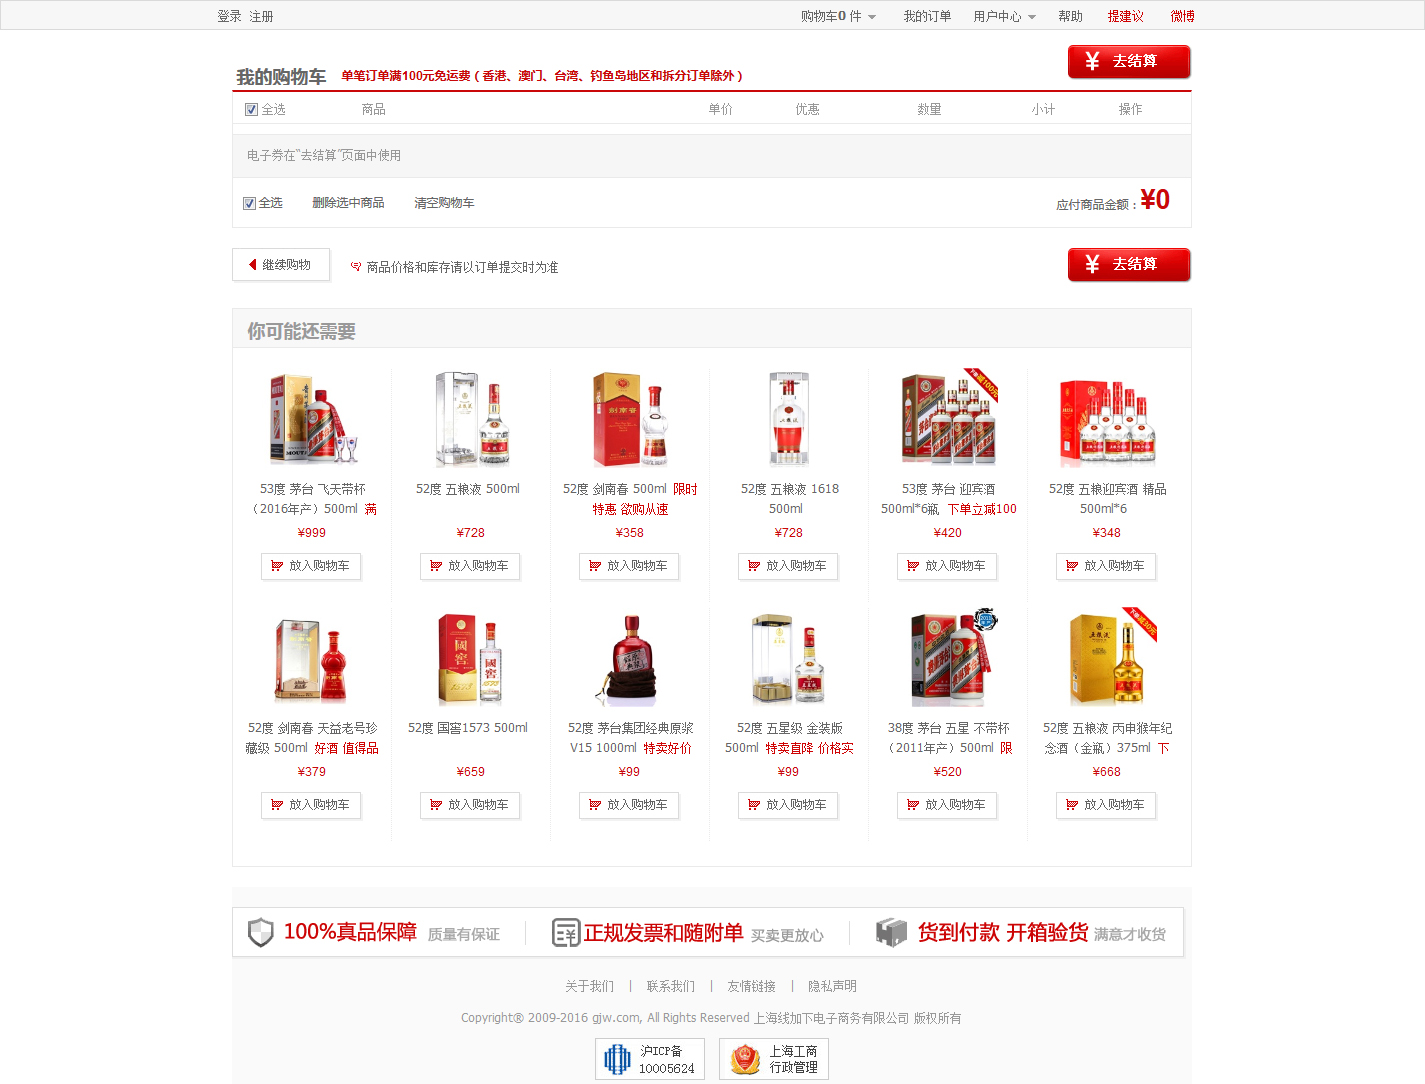 登录 注册 购物车0 件 我的订单 用户中心 帮助 提建议 微博
我的购物车 单笔订单满100元免运费（香港、澳门、台湾、钓鱼岛地区和拆分订单除外） ¥ 去结算
全选 商品 单价 优惠 数量 小计 操作
电子券在“去结算”页面中使用
全选 删除选中商品 清空购物车 应付商品金额：¥0
继续购物 商品价格和库存请以订单提交时为准 ¥ 去结算
你可能还需要
53度 茅台 飞天带杯 52度 五粮液 500ml 52度 剑南春 500ml 限时 52度 五粮液 1618 53度 茅台 迎宾酒 52度 五粮迎宾酒 精品
（2016年产）500ml 满 特惠 欲购从速 500ml 500ml*6瓶 下单立减100 500ml*6
¥999 ¥728 ¥358 ¥728 ¥420 ¥348
放入购物车 放入购物车 放入购物车 放入购物车 放入购物车 放入购物车
52度 剑南春 天益老号珍 52度 国窖1573 500ml 52度 茅台集团经典原浆 52度 五星级 金装版 38度 茅台 五星 不带杯 52度 五粮液 丙申猴年纪
藏级 500ml 好酒 值得品 V15 1000ml 特卖好价 500ml 特卖直降 价格实 （2011年产）500ml 限 念酒（金瓶）375ml 下
¥379 ¥659 ¥99 ¥99 ¥520 ¥668
放入购物车 放入购物车 放入购物车 放入购物车 放入购物车 放入购物车
100%真品保障 质量有保证 正规发票和随附单 买卖更放心 货到付款 开箱验货 满意才收货
关于我们 | 联系我们 | 友情链接 | 隐私声明
Copyright® 2009-2016 gjw.com, All Rights Reserved 上海线加下电子商务有限公司 版权所有
沪ICP备 上海工商
10005624 行政管理